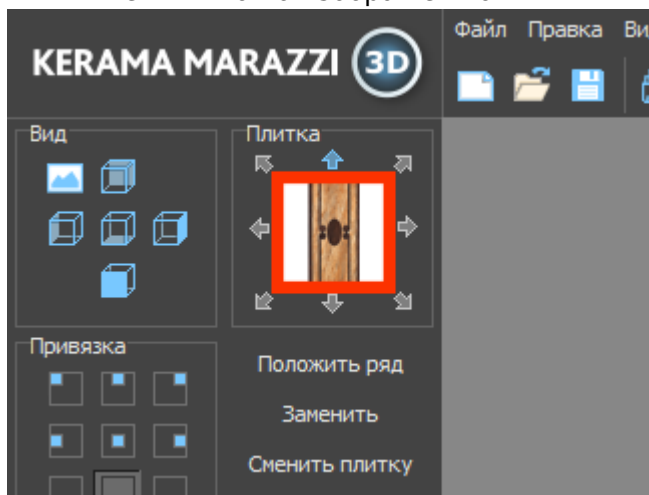 KERAMA MARAZZI 3D
Файл Правка
Вид
Плитка
Привязка
Положить ряд
Заменить
Сменить плитку